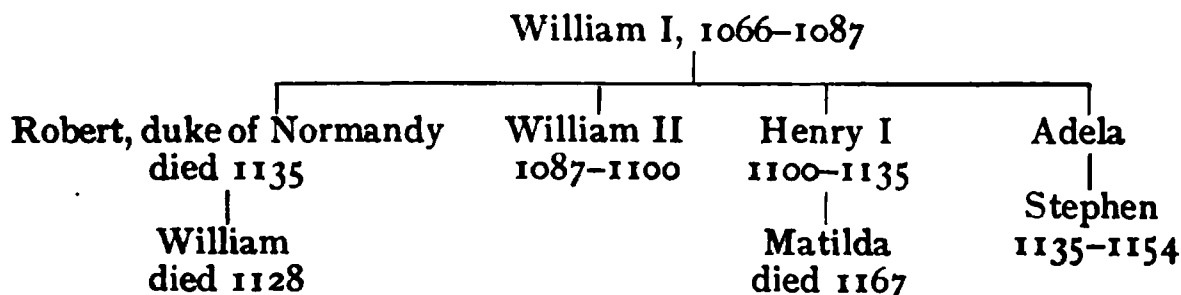 William I, 1066–1087
Robert, duke of Normandy William II Henry I Adela
died 1135 1087–1100 1100–1135
Stephen
William Matilda 1135–1154
died 1128 died 1167